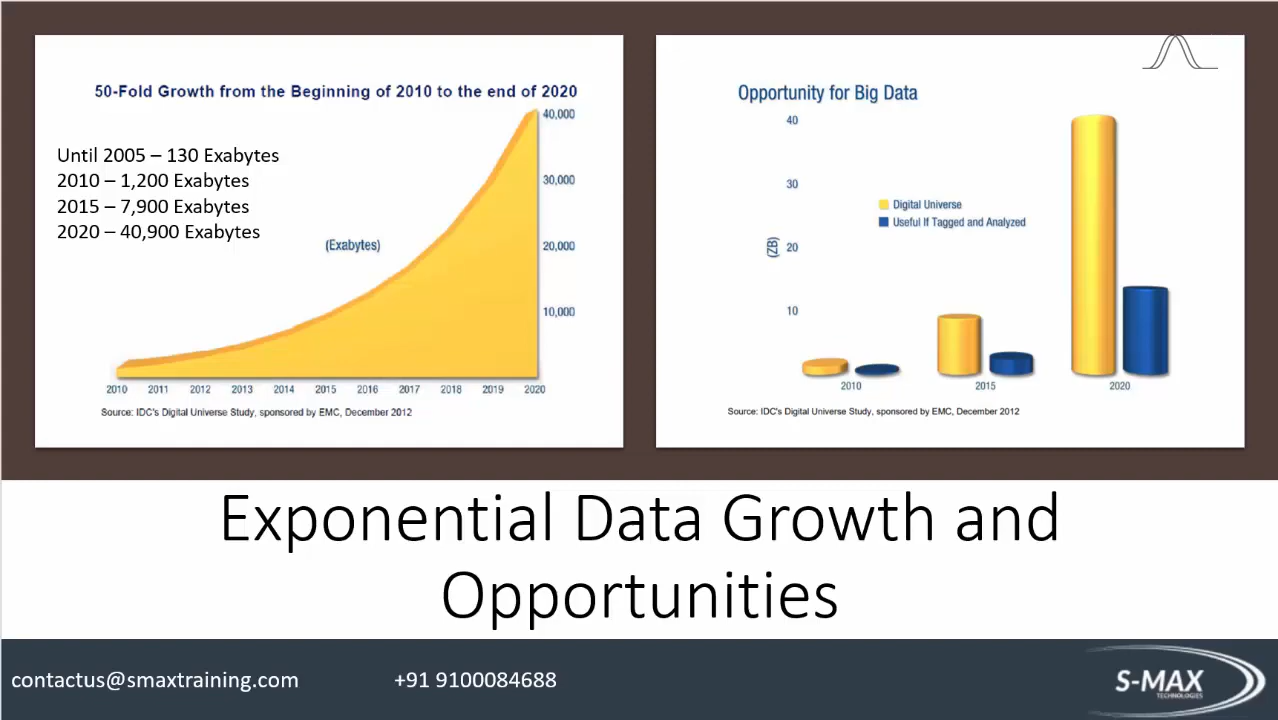 50-Fold Growth from the Beginning of 2010 to the end of 2020
Until 2005 – 130 Exabytes
2010 – 1,200 Exabytes
2015 – 7,900 Exabytes
2020 – 40,900 Exabytes
(Exabytes)
40,000
30,000
20,000
10,000
2010 2011 2012 2013 2014 2015 2016 2017 2018 2019 2020
Source: IDC's Digital Universe Study, sponsored by EMC, December 2012
Opportunity for Big Data
40
30
20
10
(ZB)
Digital Universe
Useful If Tagged and Analyzed
2010 2015 2020
Source: IDC's Digital Universe Study, sponsored by EMC, December 2012
Exponential Data Growth and
Opportunities
contactus@smaxtraining.com +91 9100084688
S-MAX
TECHNOLOGIES